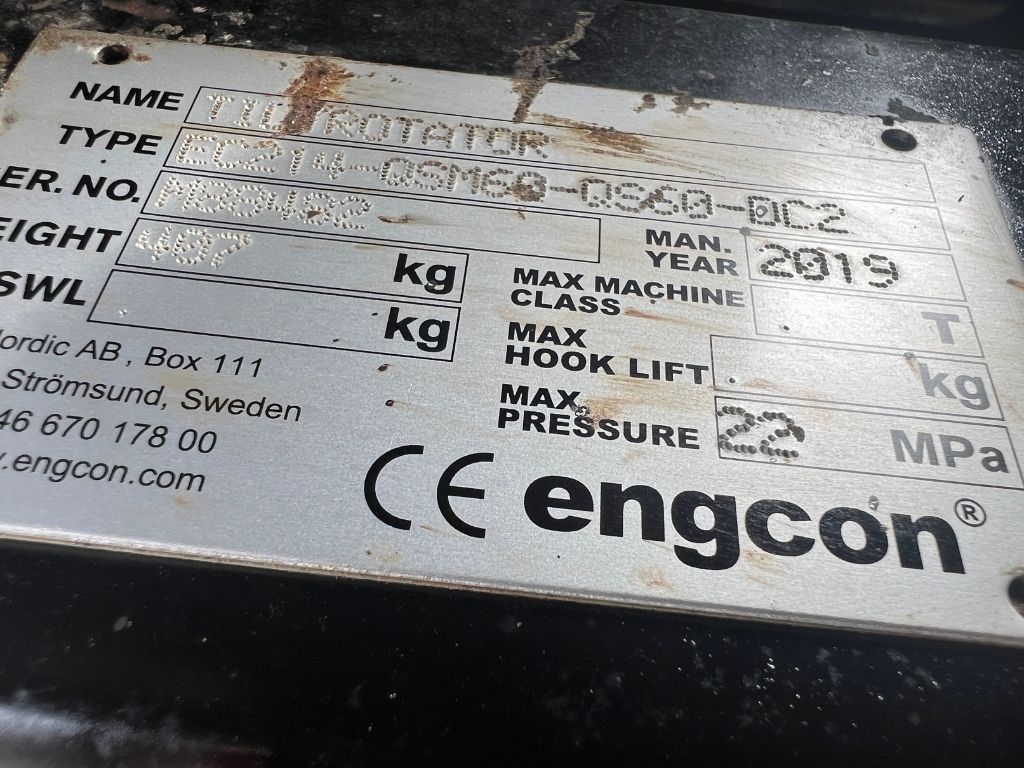 NAME TILTROTATOR
TYPE EC214-QSM60-QS60-DC2
ER. NO.
MAN. YEAR 2019
EIGHT 407 kg
SWL kg
MAX MACHINE CLASS T
MAX HOOK LIFT kg
MAX PRESSURE 22 MPa
Nordic AB, Box 111
Strömsund, Sweden
46 670 178 00
.engcon.com
CE engcon®